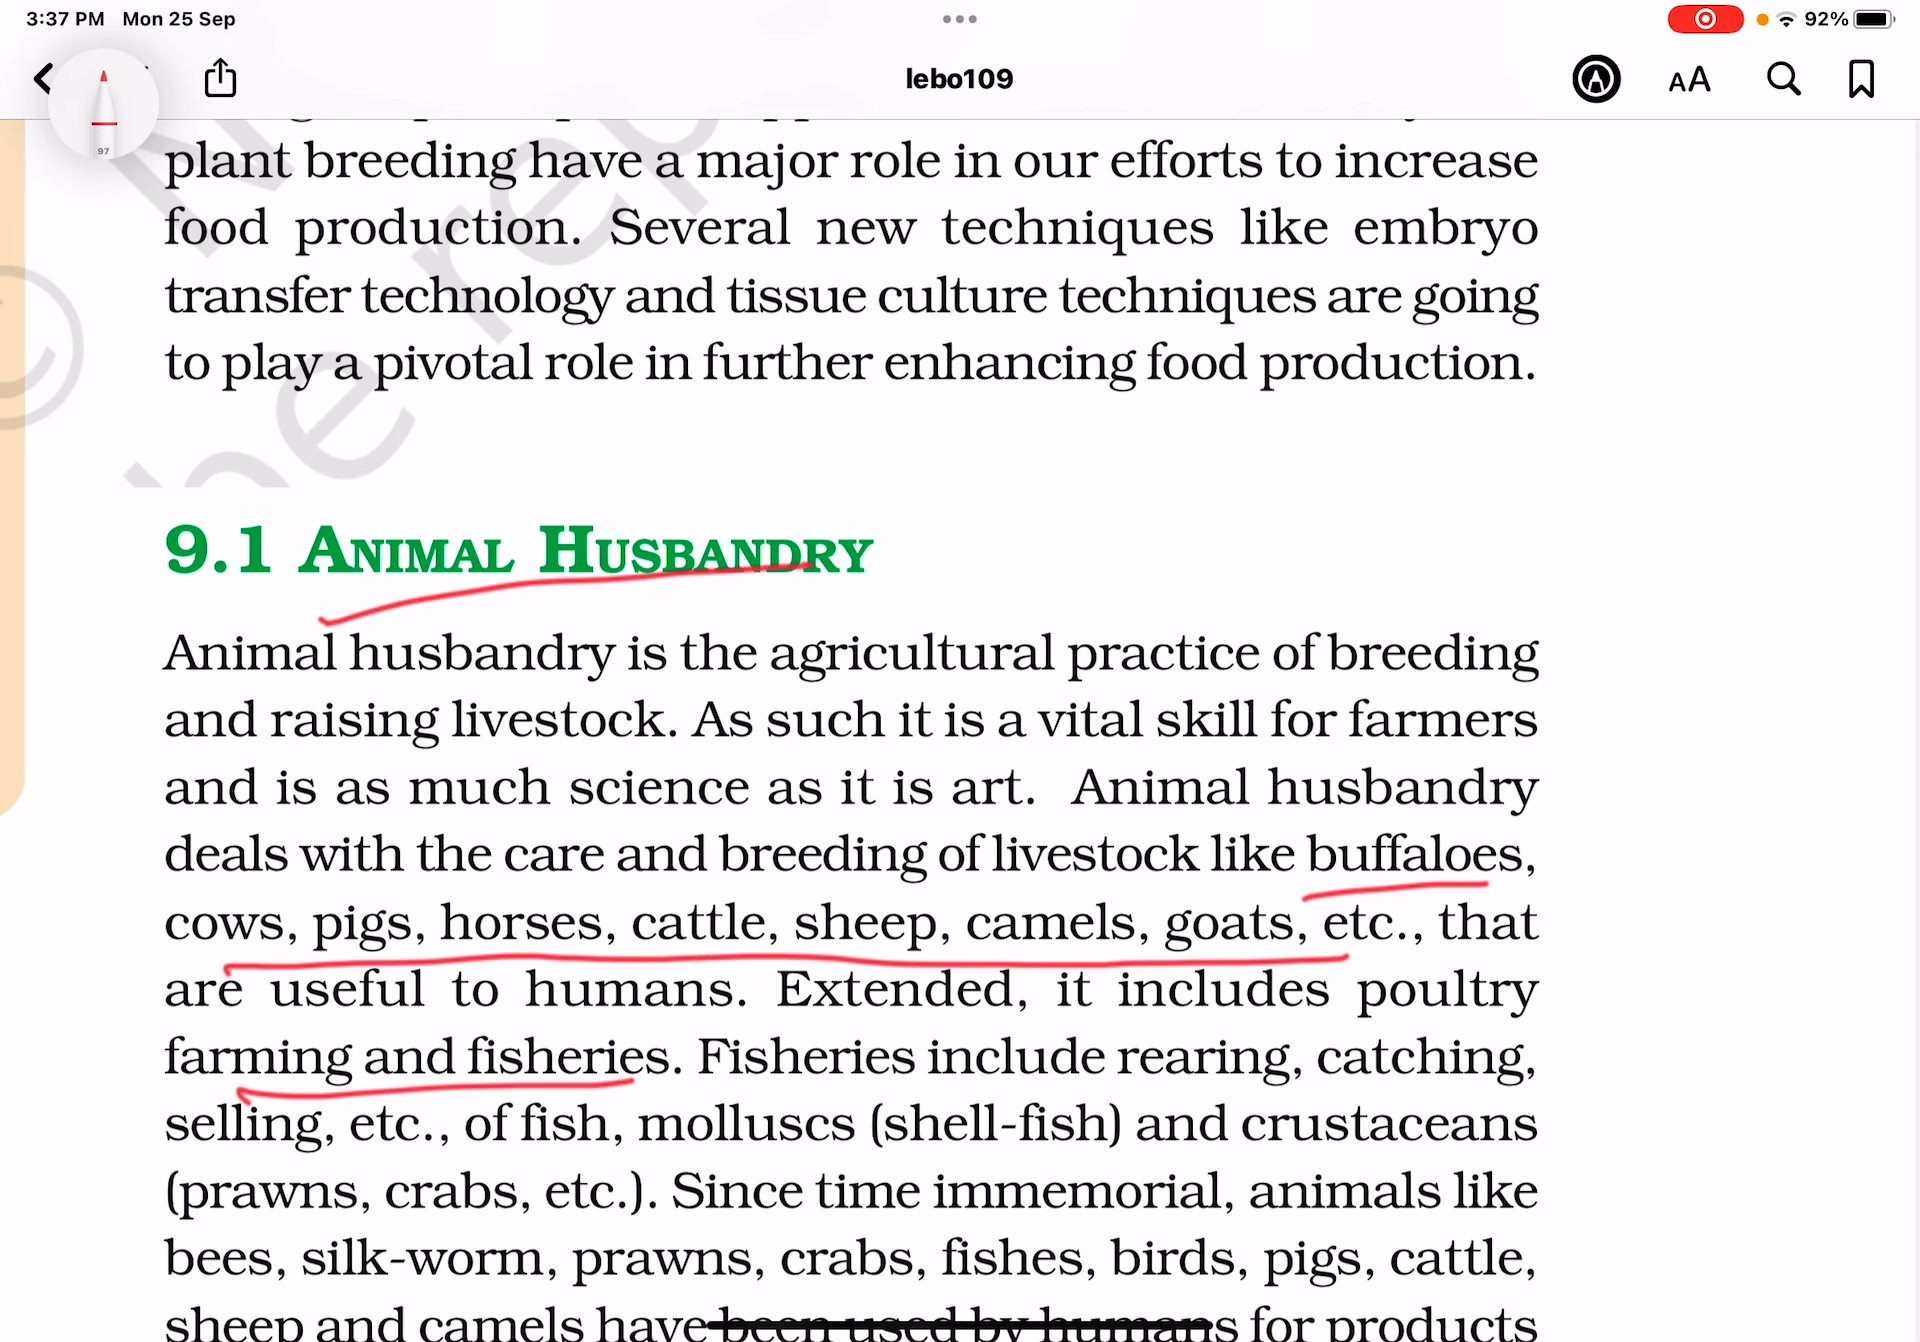 3:37 PM Mon 25 Sep
92%
lebo109
AA
97
plant breeding have a major role in our efforts to increase
food production. Several new techniques like embryo
transfer technology and tissue culture techniques are going
to play a pivotal role in further enhancing food production.
9.1 ANIMAL HUSBANDRY
Animal husbandry is the agricultural practice of breeding
and raising livestock. As such it is a vital skill for farmers
and is as much science as it is art. Animal husbandry
deals with the care and breeding of livestock like buffaloes,
cows, pigs, horses, cattle, sheep, camels, goats, etc., that
are useful to humans. Extended, it includes poultry
farming and fisheries. Fisheries include rearing, catching,
selling, etc., of fish, molluscs (shell-fish) and crustaceans
(prawns, crabs, etc.). Since time immemorial, animals like
bees, silk-worm, prawns, crabs, fishes, birds, pigs, cattle,
sheep and camels have been used by humans for products